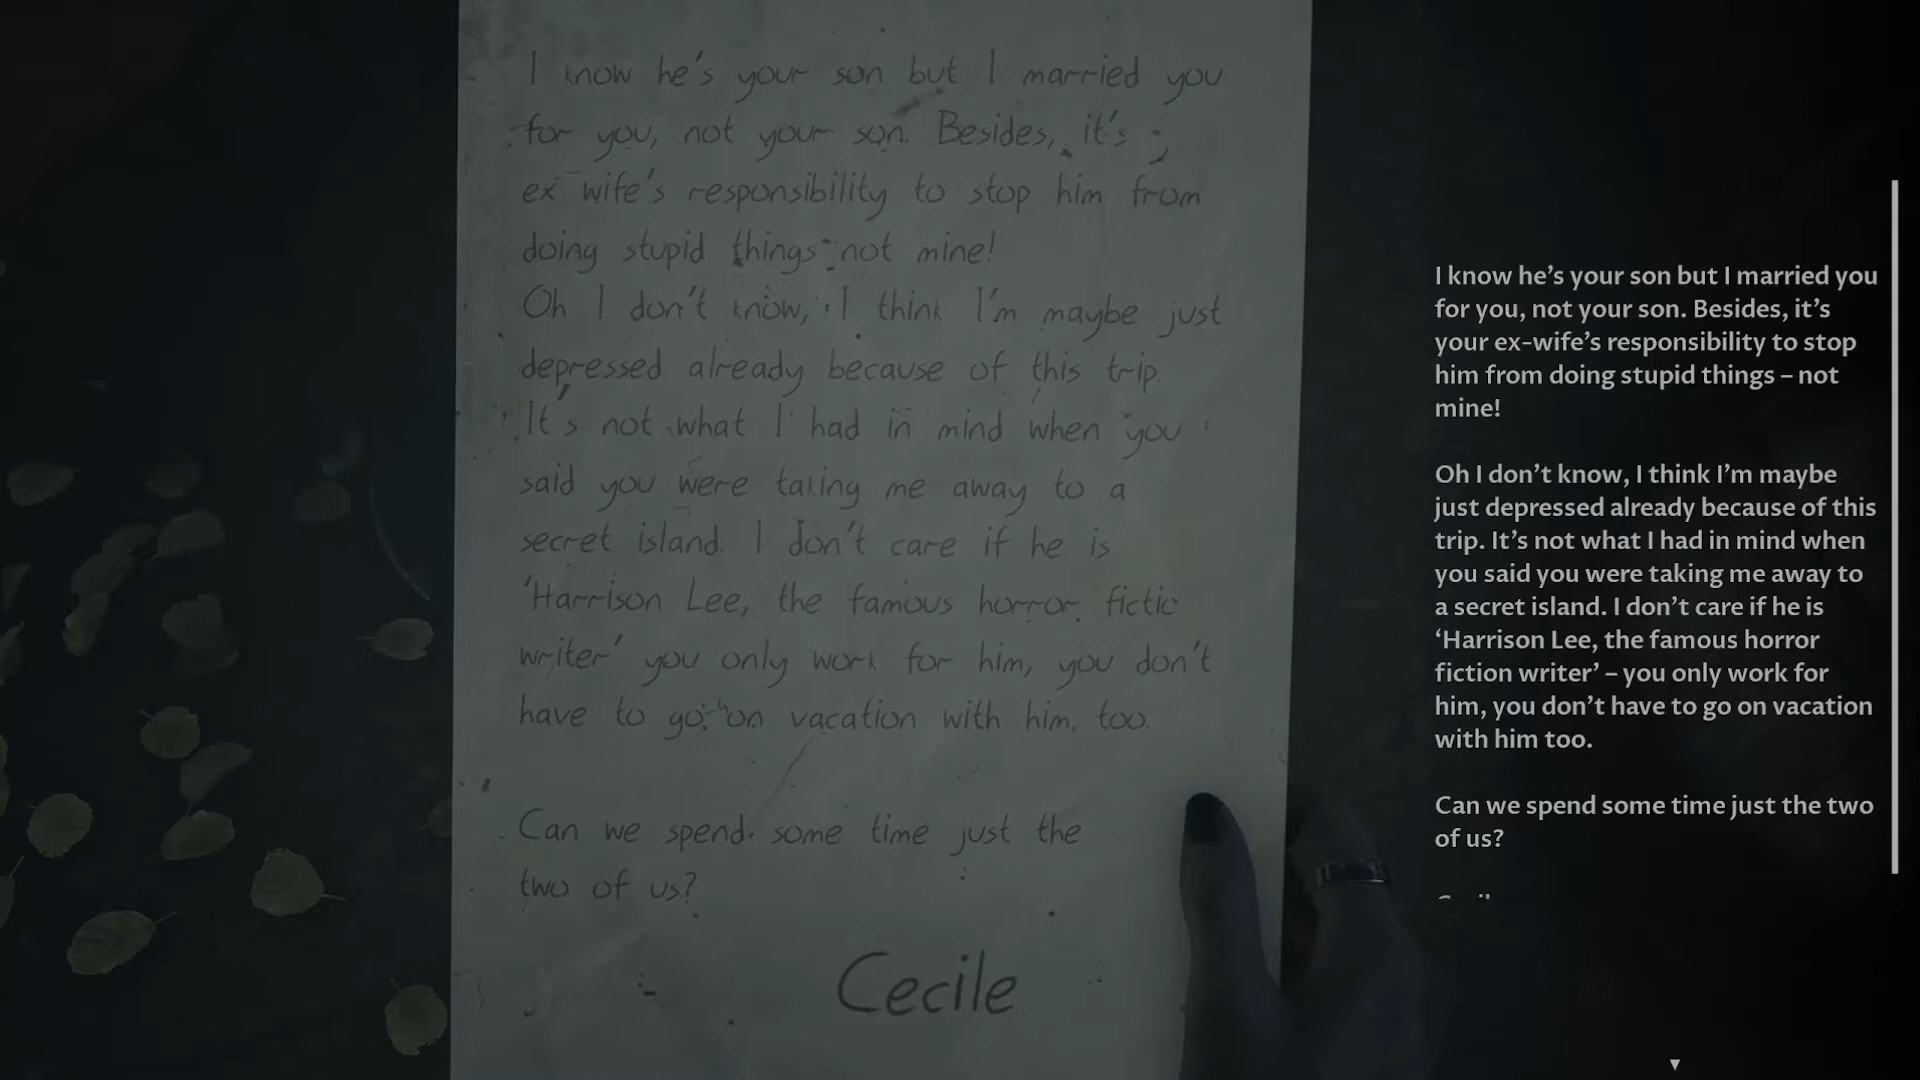 I know he's your son but I married you
for you, not your son. Besides, it's
ex wife's responsibility to stop him from
doing stupid things - not mine!
Oh I don't know, I think I'm maybe just
depressed already because of this trip.
It's not what I had in mind when you
said you were taking me away to a
secret island. I don't care if he is
'Harrison Lee, the famous horror fictic
writer' you only work for him, you don't
have to go on vacation with him, too.
Can we spend some time just the
two of us?
Cecile
I know he’s your son but I married you
for you, not your son. Besides, it’s
your ex-wife’s responsibility to stop
him from doing stupid things – not
mine!
Oh I don’t know, I think I’m maybe
just depressed already because of this
trip. It’s not what I had in mind when
you said you were taking me away to
a secret island. I don’t care if he is
‘Harrison Lee, the famous horror
fiction writer’ – you only work for
him, you don’t have to go on vacation
with him too.
Can we spend some time just the two
of us?